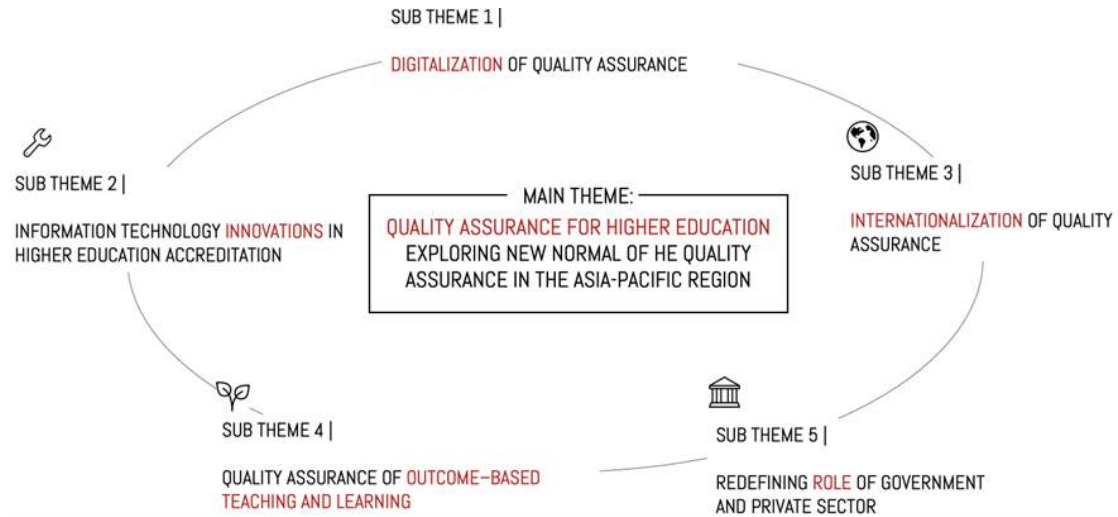 SUB THEME 1 |
DIGITALIZATION OF QUALITY ASSURANCE
SUB THEME 2 |
INFORMATION TECHNOLOGY INNOVATIONS IN
HIGHER EDUCATION ACCREDITATION
SUB THEME 3 |
INTERNATIONALIZATION OF QUALITY
ASSURANCE
MAIN THEME:
QUALITY ASSURANCE FOR HIGHER EDUCATION
EXPLORING NEW NORMAL OF HE QUALITY
ASSURANCE IN THE ASIA-PACIFIC REGION
SUB THEME 4 |
QUALITY ASSURANCE OF OUTCOME–BASED
TEACHING AND LEARNING
SUB THEME 5 |
REDEFINING ROLE OF GOVERNMENT
AND PRIVATE SECTOR